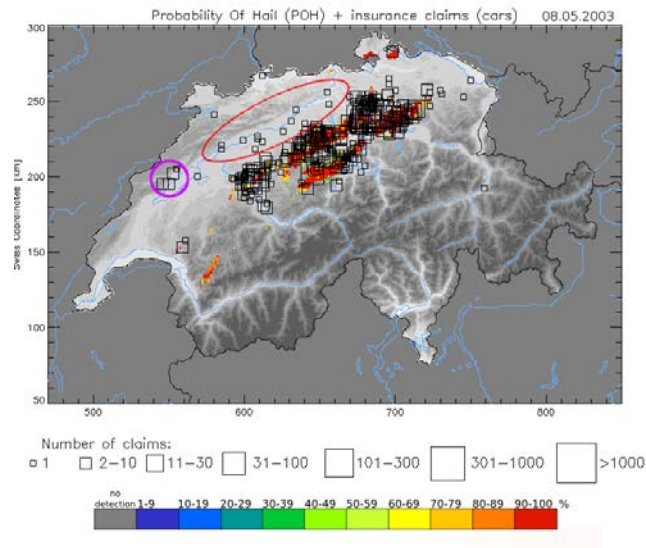 Probability Of Hail (POH) + insurance claims (cars) 08.05.2003
300
250
200
150
100
50
Swiss Coordinates [km]
500 600 700 800
Number of claims:
1 2-10 11-30 31-100 101-300 301-1000 >1000
no detection 1-9 10-19 20-29 30-39 40-49 50-59 60-69 70-79 80-89 90-100 %